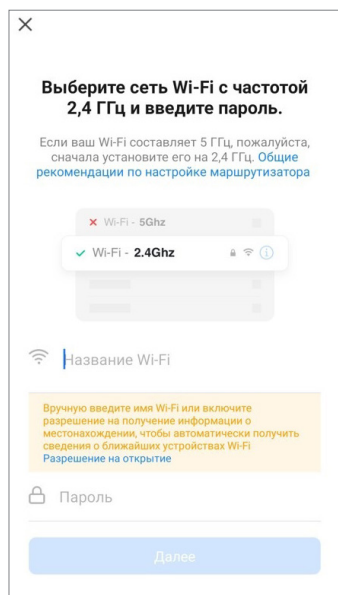 Выберите сеть Wi-Fi с частотой
2,4 ГГц и введите пароль.
Если ваш Wi-Fi составляет 5 ГГц, пожалуйста,
сначала установите его на 2,4 ГГц. Общие
рекомендации по настройке маршрутизатора
Wi-Fi - 5Ghz
Wi-Fi - 2.4Ghz
Название Wi-Fi
Вручную введите имя Wi-Fi или включите
разрешение на получение информации о
местонахождении, чтобы автоматически получить
сведения о ближайших устройствах Wi-Fi
Разрешение на открытие
Пароль
Далее